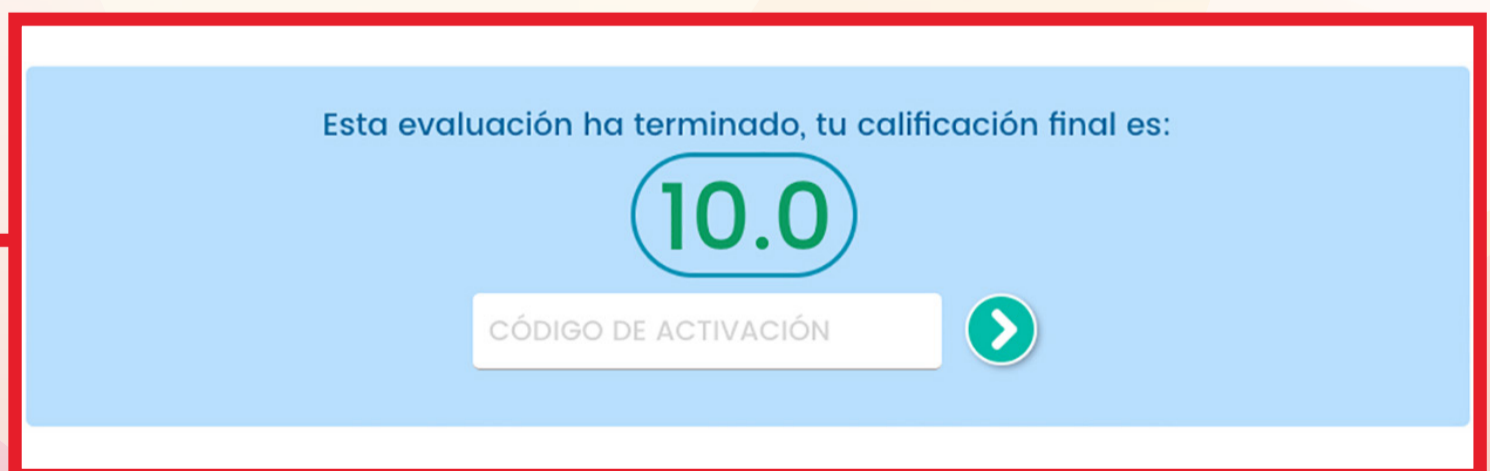 Esta evaluación ha terminado, tu calificación final es:
10.0
CÓDIGO DE ACTIVACIÓN